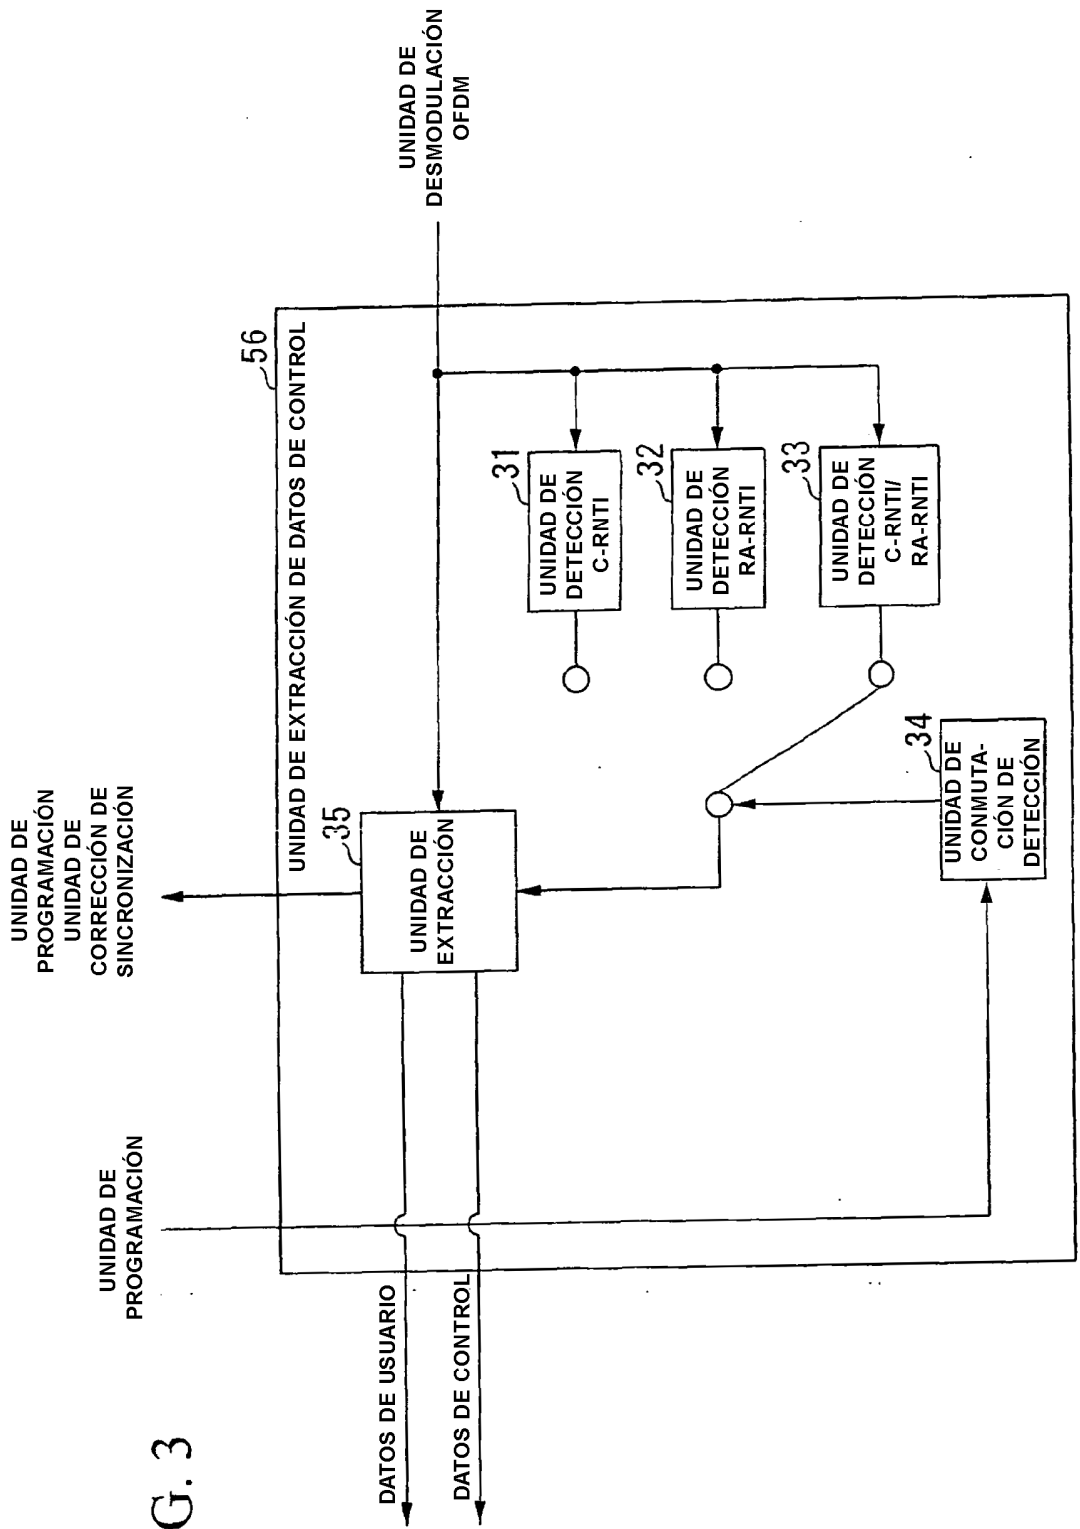 G. 3
UNIDAD DE
PROGRAMACIÓN
UNIDAD DE
PROGRAMACIÓN
UNIDAD DE
CORRECCIÓN DE
SINCRONIZACIÓN
56
UNIDAD DE EXTRACCIÓN DE DATOS DE CONTROL
UNIDAD DE
DESMODULACIÓN
OFDM
DATOS DE USUARIO
DATOS DE CONTROL
35
UNIDAD DE
EXTRACCIÓN
31
UNIDAD DE
DETECCIÓN
C-RNTI
32
UNIDAD DE
DETECCIÓN
RA-RNTI
33
UNIDAD DE
DETECCIÓN
C-RNTI/
RA-RNTI
34
UNIDAD DE
CONMUTA-
CIÓN DE
DETECCIÓN